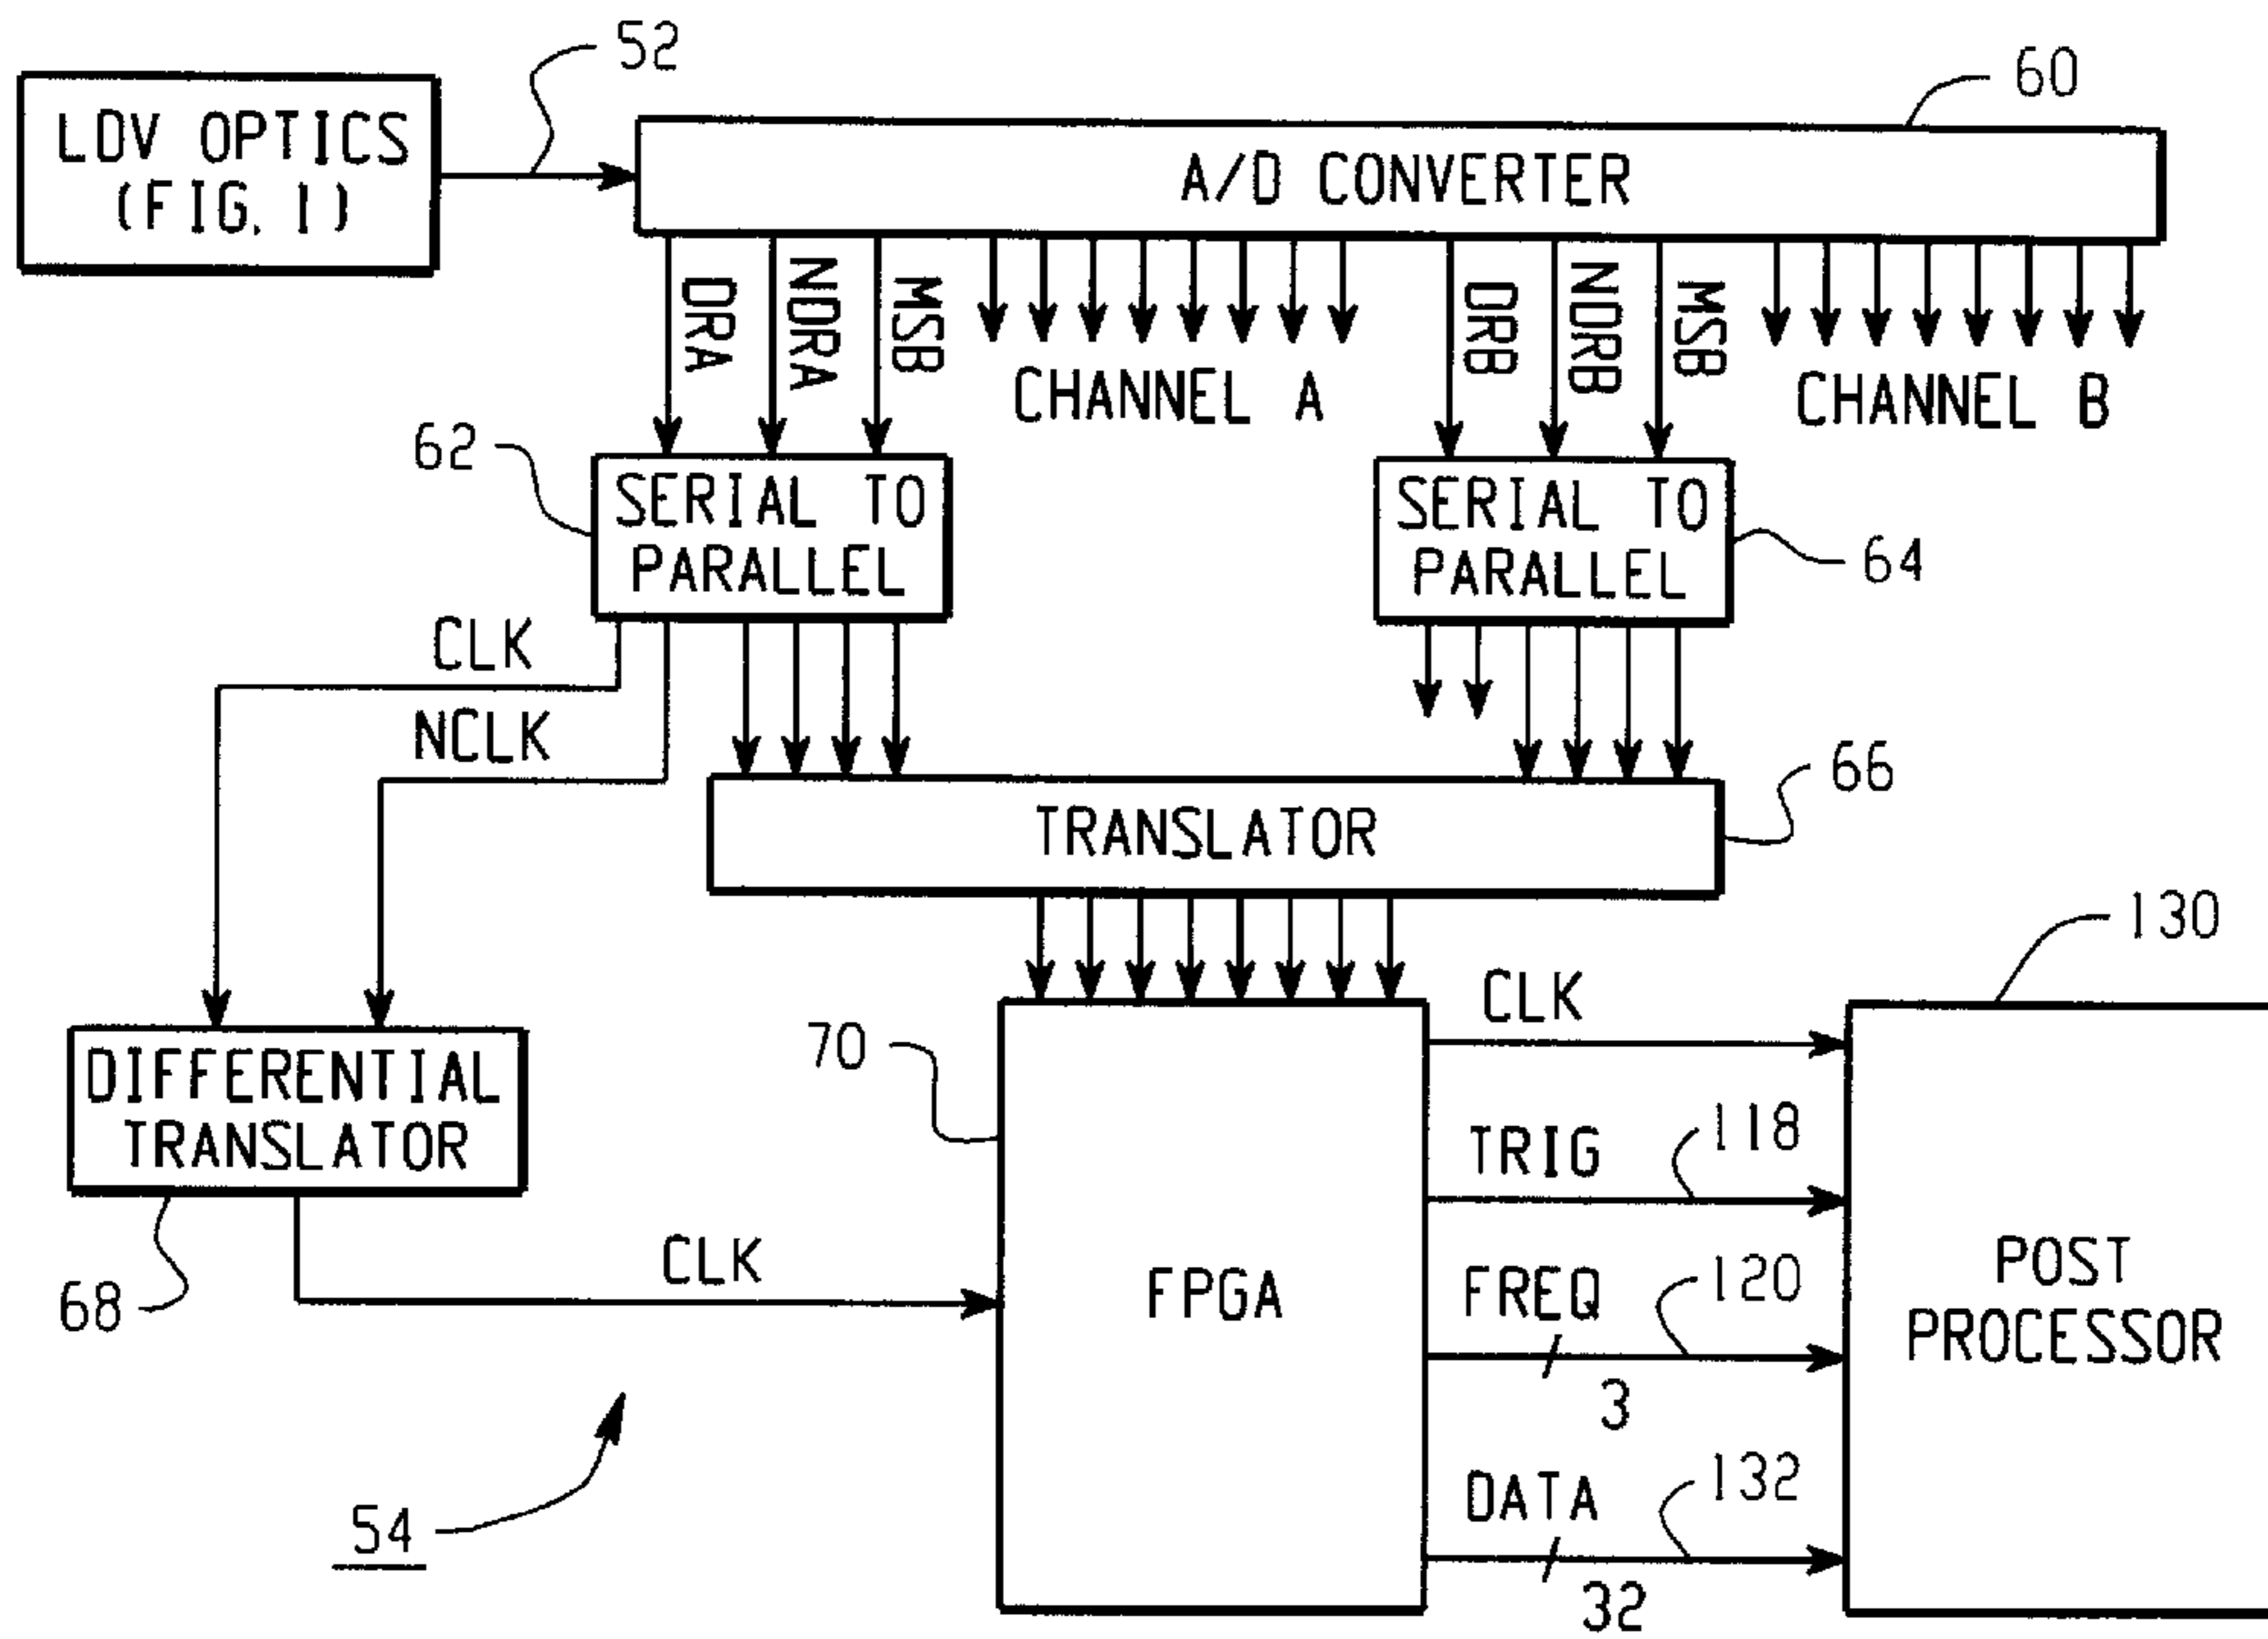 52
60
LDV OPTICS
(FIG. 1)
A/D CONVERTER
DRA
NDRA
MSB
CHANNEL A
DRB
NDRB
MSB
CHANNEL B
62
SERIAL TO
PARALLEL
SERIAL TO
PARALLEL
64
CLK
NCLK
66
TRANSLATOR
130
CLK
70
DIFFERENTIAL
TRANSLATOR
TRIG
118
68
CLK
FPGA
FREQ
120
3
POST
PROCESSOR
DATA
132
32
54